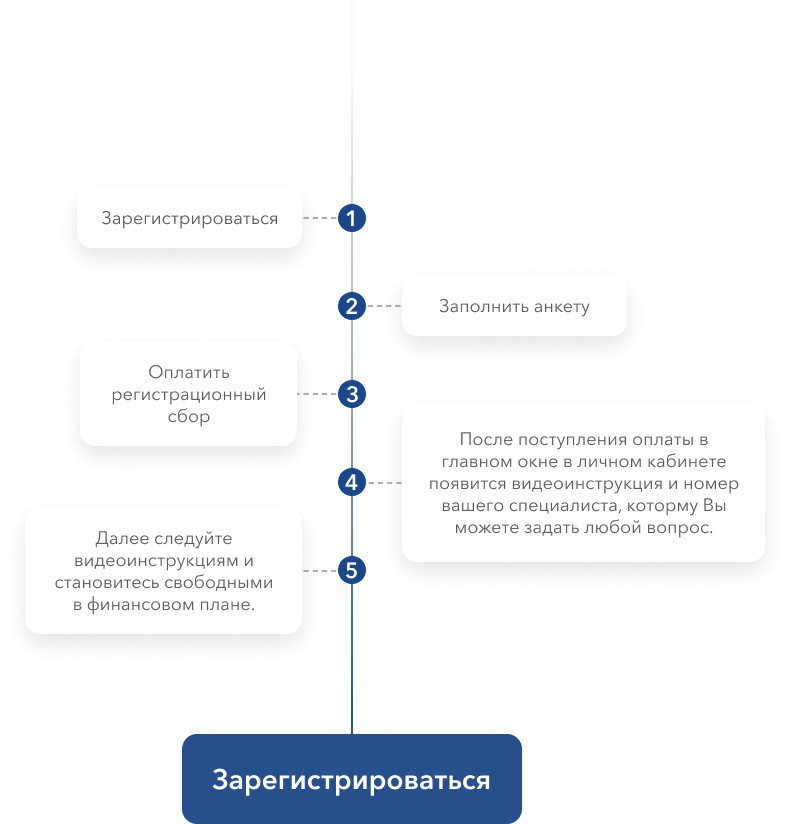 Зарегистрироваться
1
2
Заполнить анкету
Оплатить
регистрационный
сбор
3
4
После поступления оплаты в
главном окне в личном кабинете
появится видеоинструкция и номер
вашего специалиста, которму Вы
можете задать любой вопрос.
Далее следуйте
видеоинструкциям и
становитесь свободными
в финансовом плане.
5
Зарегистрироваться